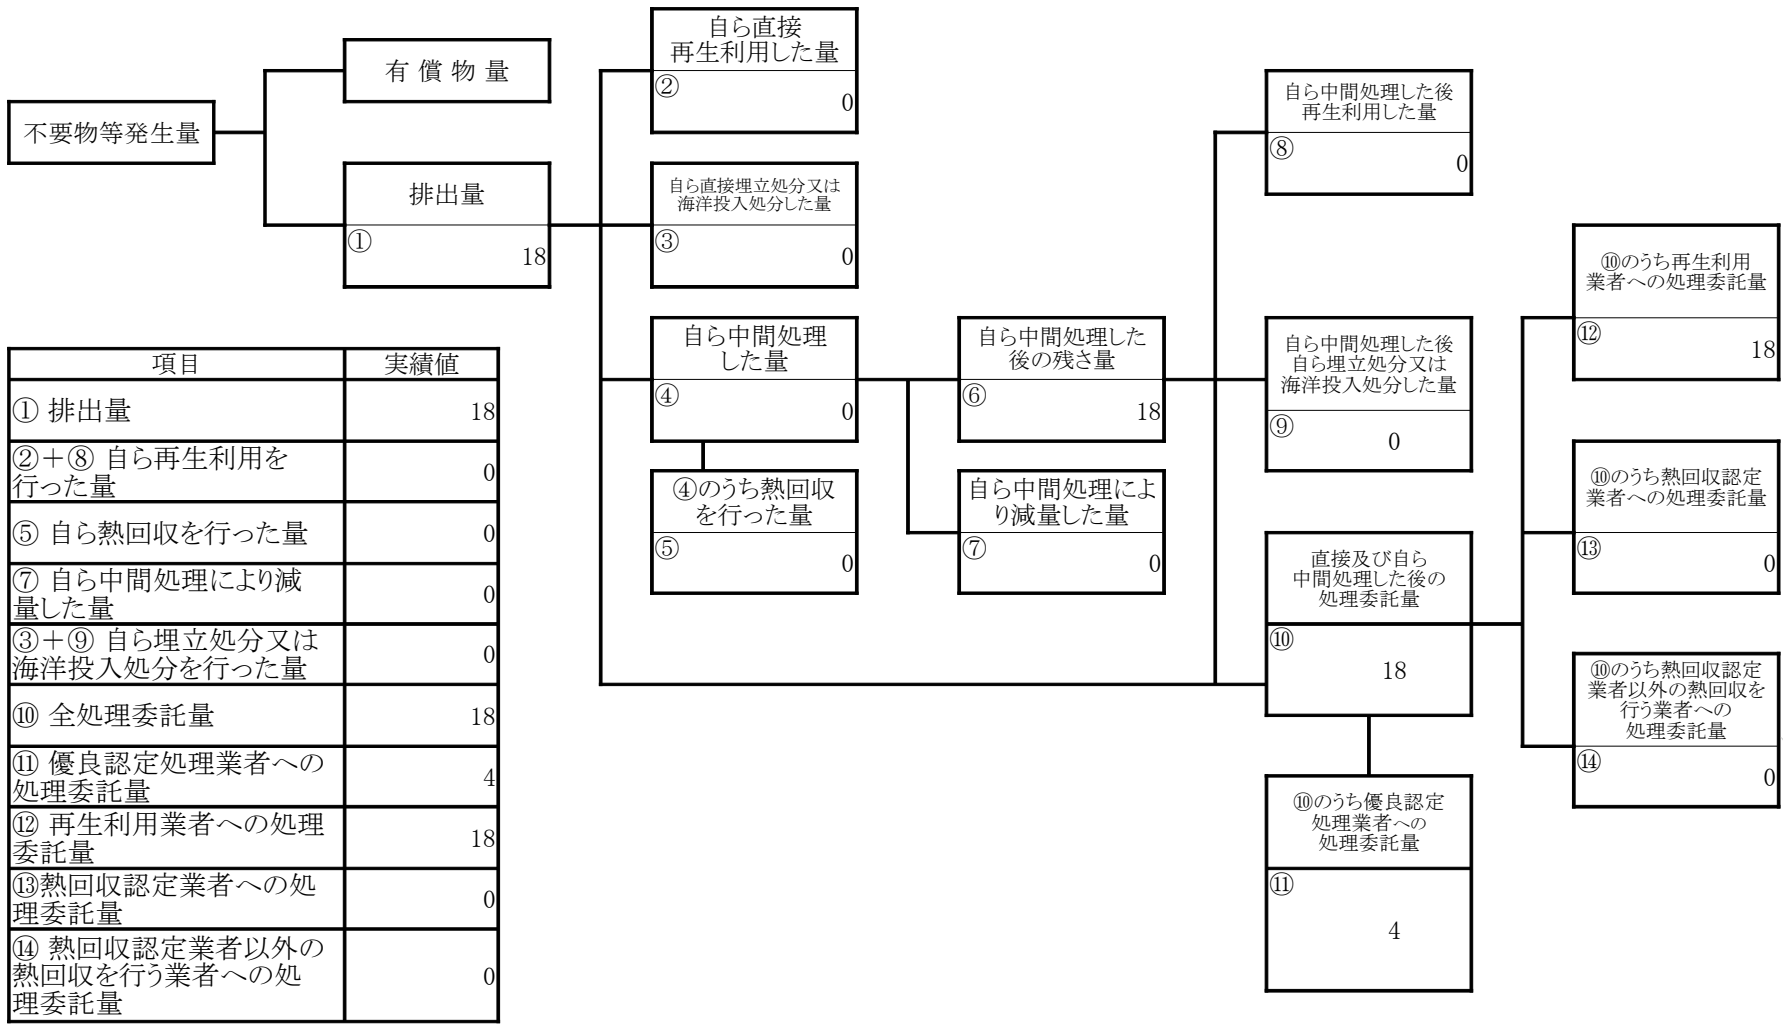 不要物等発生量
有 償 物 量
排出量
①
18
自ら直接
再生利用した量
②
0
自ら直接埋立処分又は
海洋投入処分した量
③
0
自ら中間処理
した量
④
0
④のうち熱回収
を行った量
⑤
0
自ら中間処理した
後の残さ量
⑥
18
自ら中間処理によ
り減量した量
⑦
0
自ら中間処理した後
再生利用した量
⑧
0
自ら中間処理した後
自ら埋立処分又は
海洋投入処分した量
⑨
0
直接及び自ら
中間処理した後の
処理委託量
⑩
18
⑩のうち優良認定
処理業者への
処理委託量
⑪
4
⑩のうち再生利用
業者への処理委託量
⑫
18
⑩のうち熱回収認定
業者への処理委託量
⑬
0
⑩のうち熱回収認定
業者以外の熱回収を
行う業者への
処理委託量
⑭
0
項目 実績値
① 排出量 18
②＋⑧ 自ら再生利用を
行った量 0
⑤ 自ら熱回収を行った量 0
⑦ 自ら中間処理により減
量した量 0
③＋⑨ 自ら埋立処分又は
海洋投入処分を行った量 0
⑩ 全処理委託量 18
⑪ 優良認定処理業者への
処理委託量 4
⑫ 再生利用業者への処理
委託量 18
⑬熱回収認定業者への処
理委託量 0
⑭ 熱回収認定業者以外の
熱回収を行う業者への処
理委託量 0